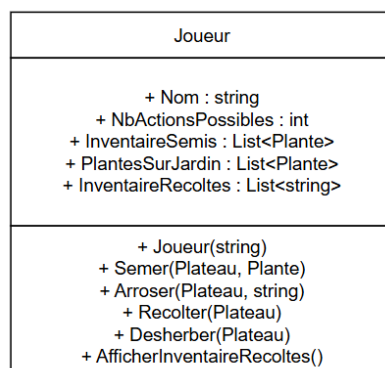 Joueur
+ Nom : string
+ NbActionsPossibles : int
+ InventaireSemis : List<Plante>
+ PlantesSurJardin : List<Plante>
+ InventaireRecoltes : List<string>
+ Joueur(string)
+ Semer(Plateau, Plante)
+ Arroser(Plateau, string)
+ Recolter(Plateau)
+ Desherber(Plateau)
+ AfficherInventaireRecoltes()